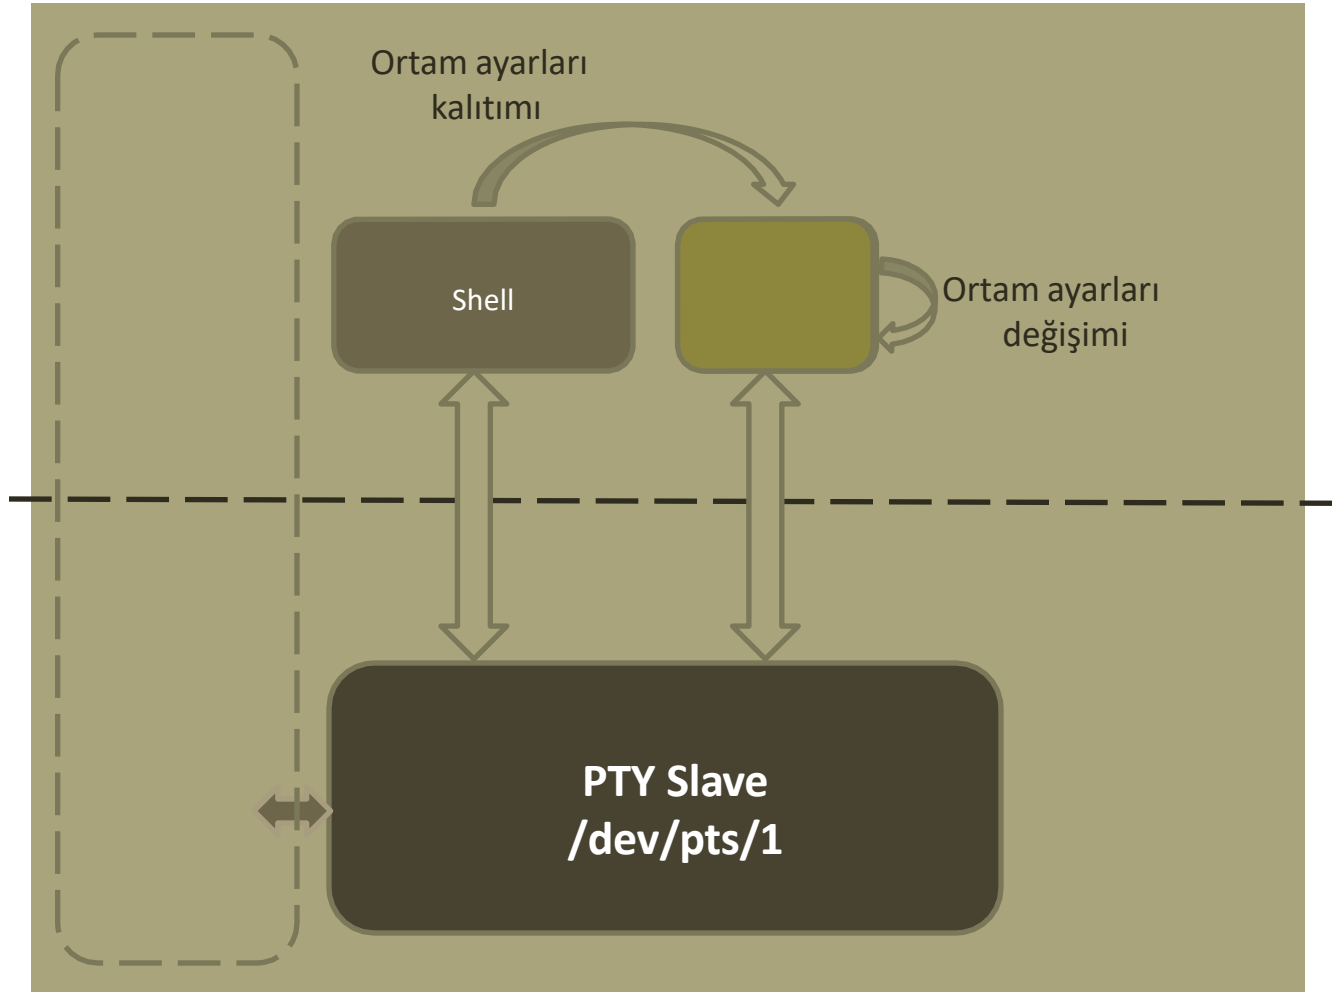 Ortam ayarları
kalıtımı
Shell
Ortam ayarları
değişimi
PTY Slave
/dev/pts/1